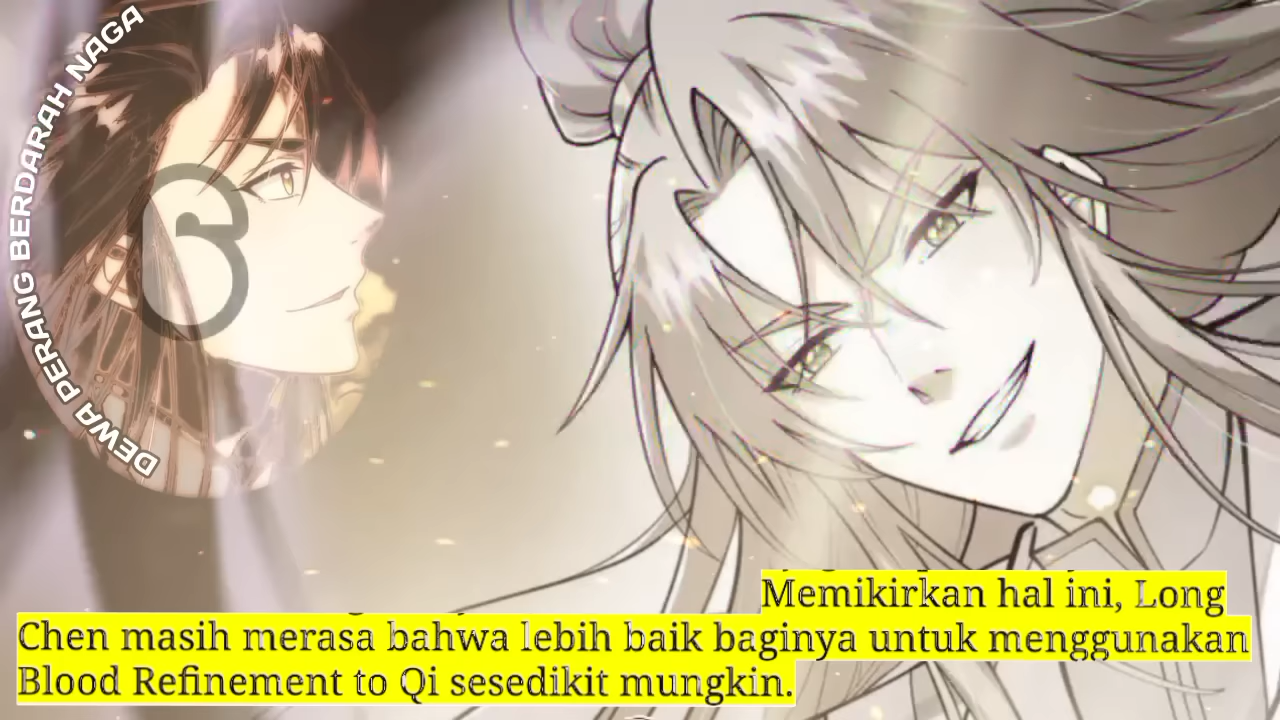 DEWA PERANG BERDARAH NAGA
6
Memikirkan hal ini, Long
Chen masih merasa bahwa lebih baik baginya untuk menggunakan
Blood Refinement to Qi sesedikit mungkin.